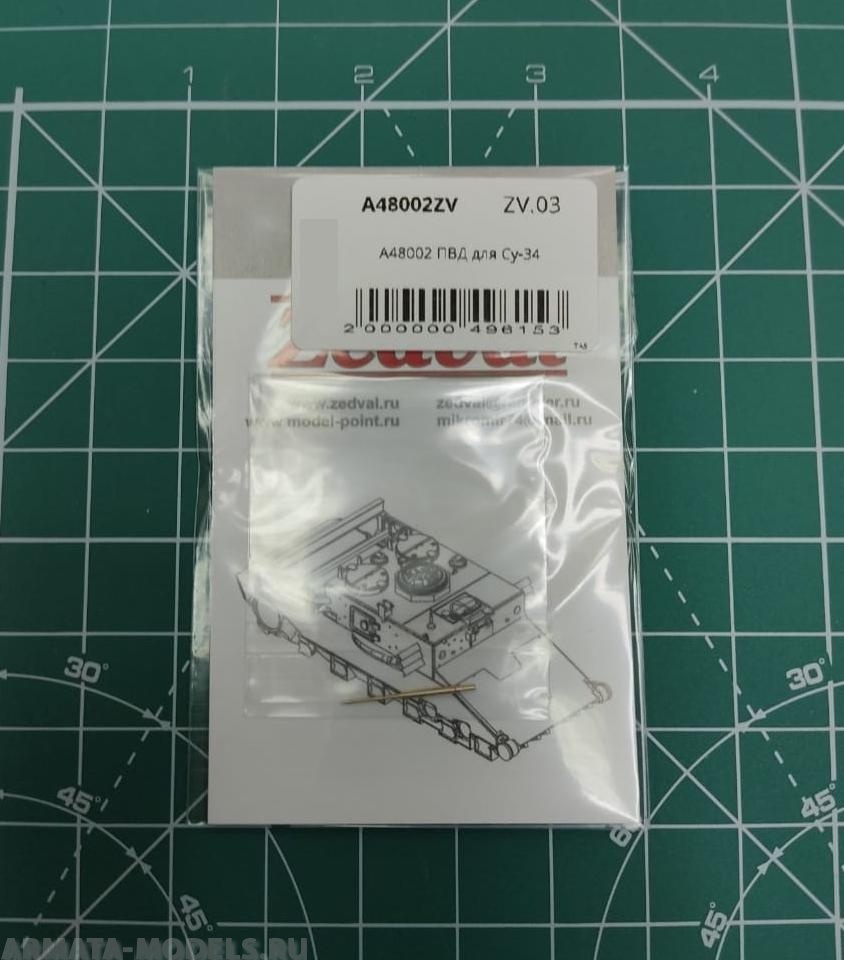 1 2 3 4
A48002ZV ZV.03
A48002 ПВД для Су-34
2 000000 496153
Zedval
www.zedval.ru
www.model-point.ru
30° 30°
45° 45°
45° 45°
ARMATA-MODELS.RU